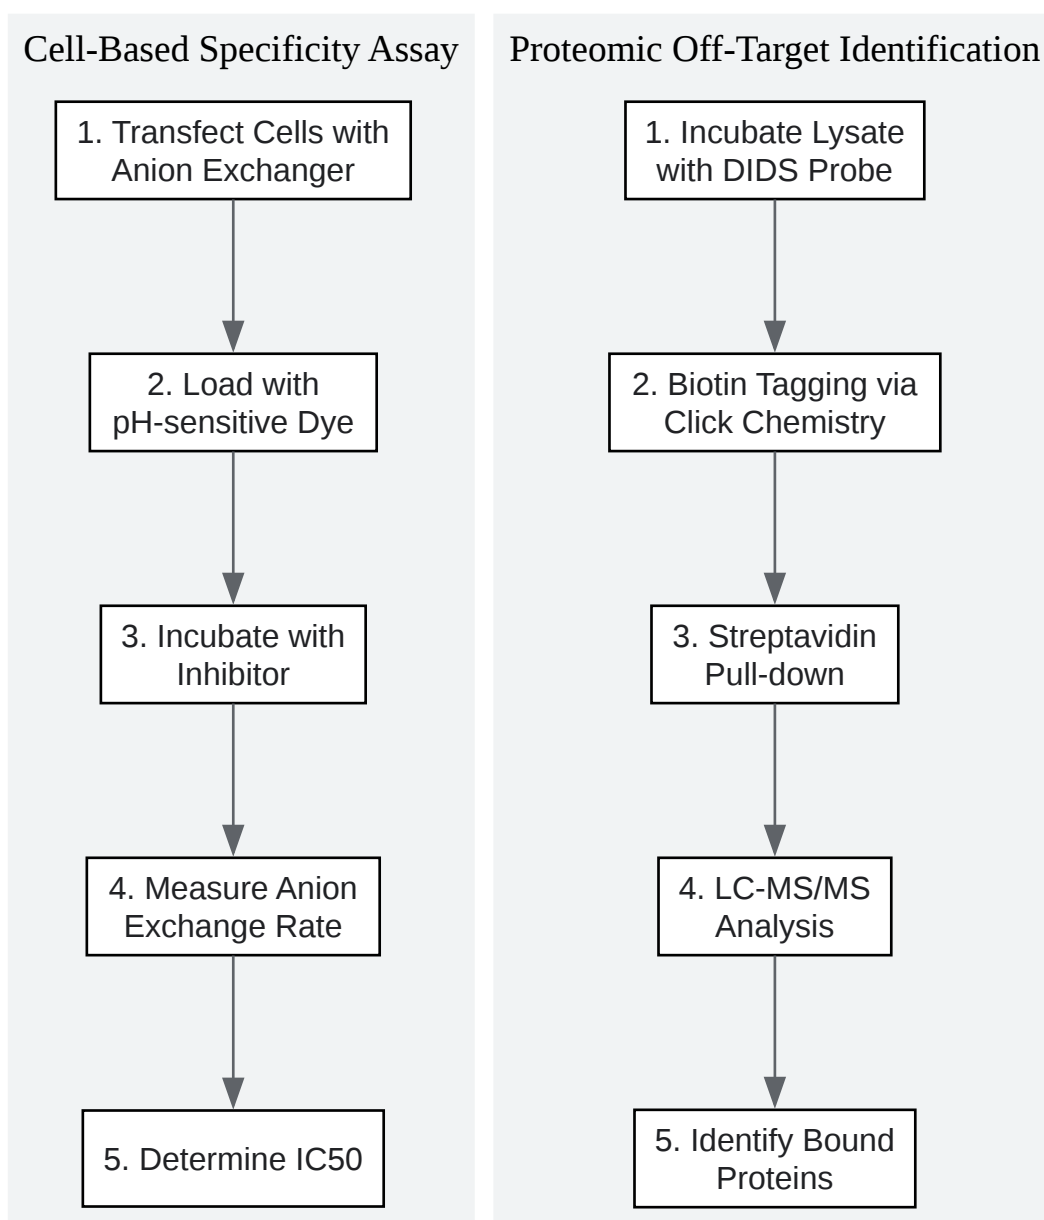 Cell-Based Specificity Assay
1. Transfect Cells with
Anion Exchanger
2. Load with
pH-sensitive Dye
3. Incubate with
Inhibitor
4. Measure Anion
Exchange Rate
5. Determine IC50
Proteomic Off-Target Identification
1. Incubate Lysate
with DIDS Probe
2. Biotin Tagging via
Click Chemistry
3. Streptavidin
Pull-down
4. LC-MS/MS
Analysis
5. Identify Bound
Proteins